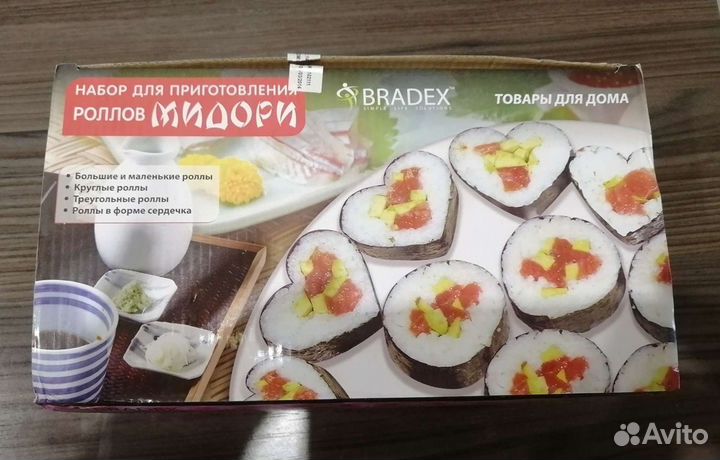 НАБОР ДЛЯ ПРИГОТОВЛЕНИЯ
РОЛЛОВ МИДОРИ
BRADEX™
SIMPLE LIFE SOLUTIONS
ТОВАРЫ ДЛЯ ДОМА
• Большие и маленькие роллы
• Круглые роллы
• Треугольные роллы
• Роллы в форме сердечка
Avito